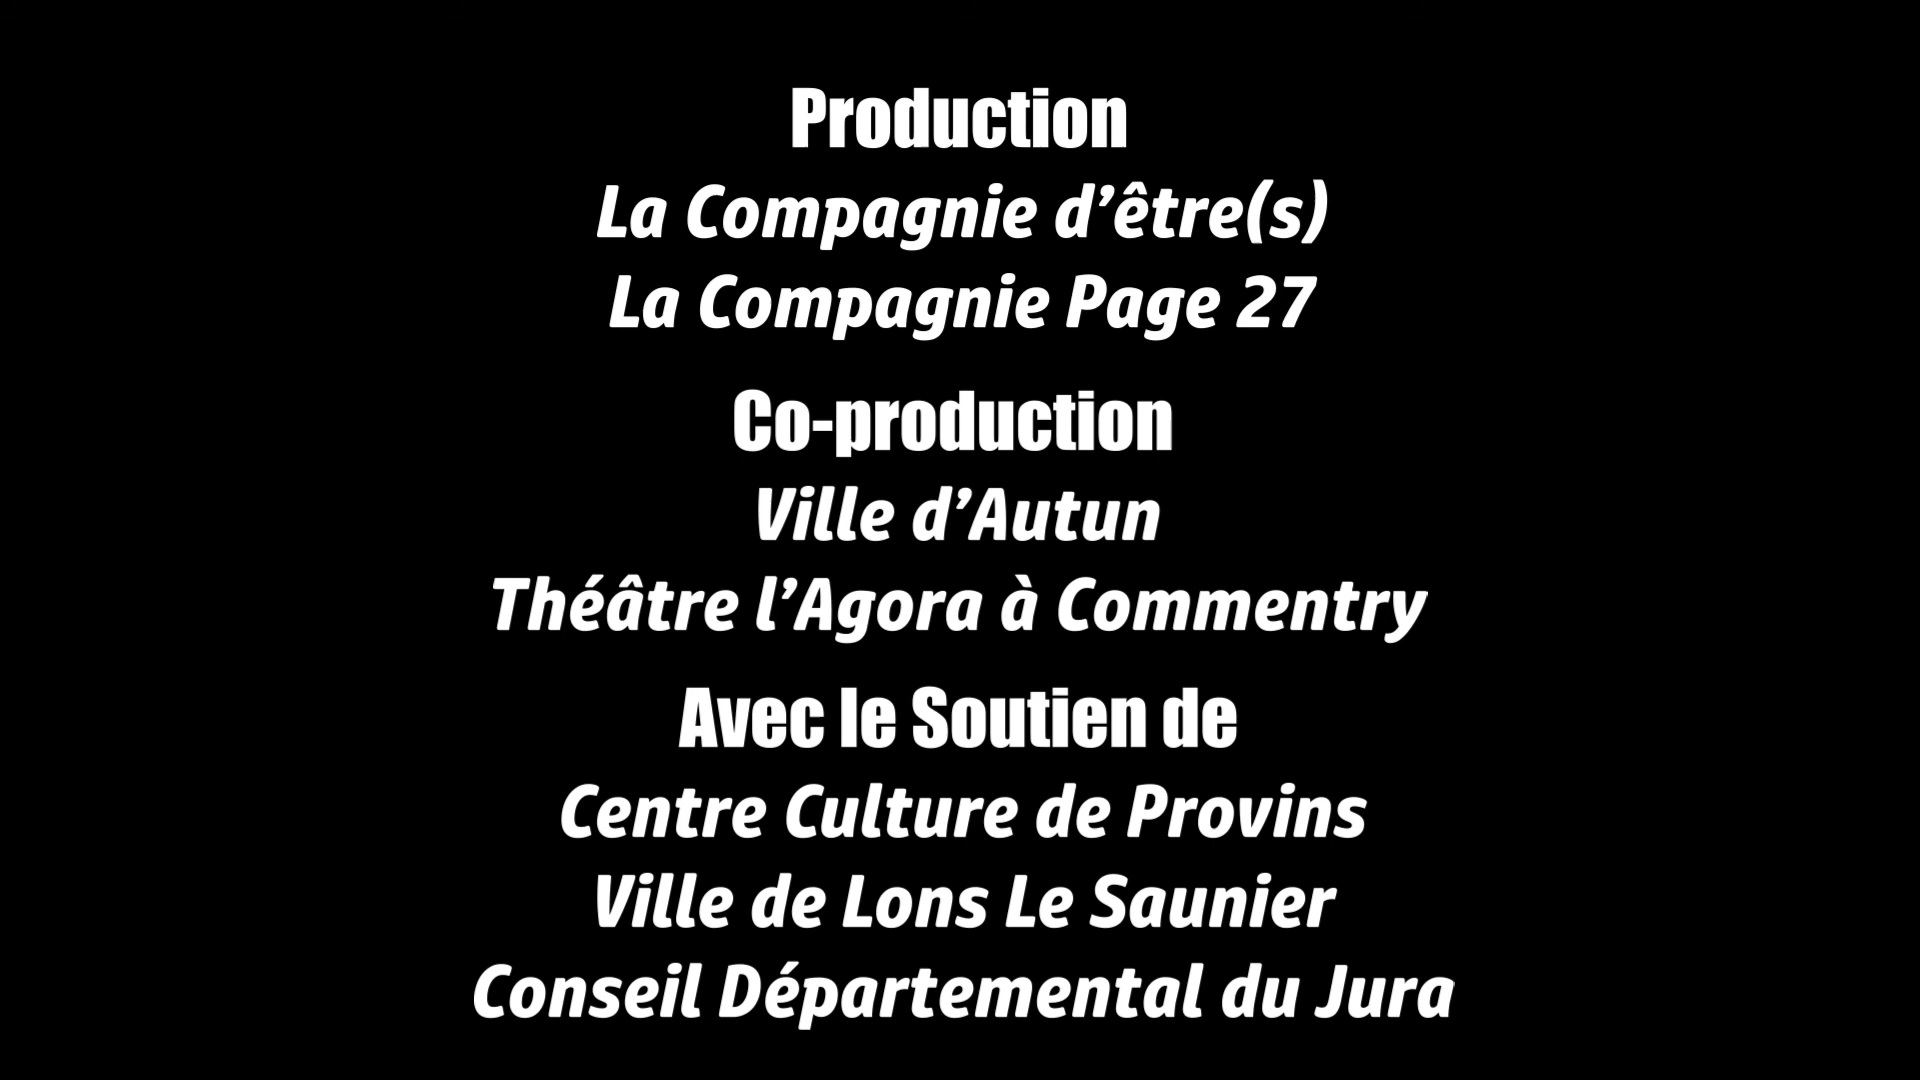 Production
La Compagnie d’être(s)
La Compagnie Page 27
Co-production
Ville d’Autun
Théâtre l’Agora à Commentry
Avec le Soutien de
Centre Culture de Provins
Ville de Lons Le Saunier
Conseil Départemental du Jura